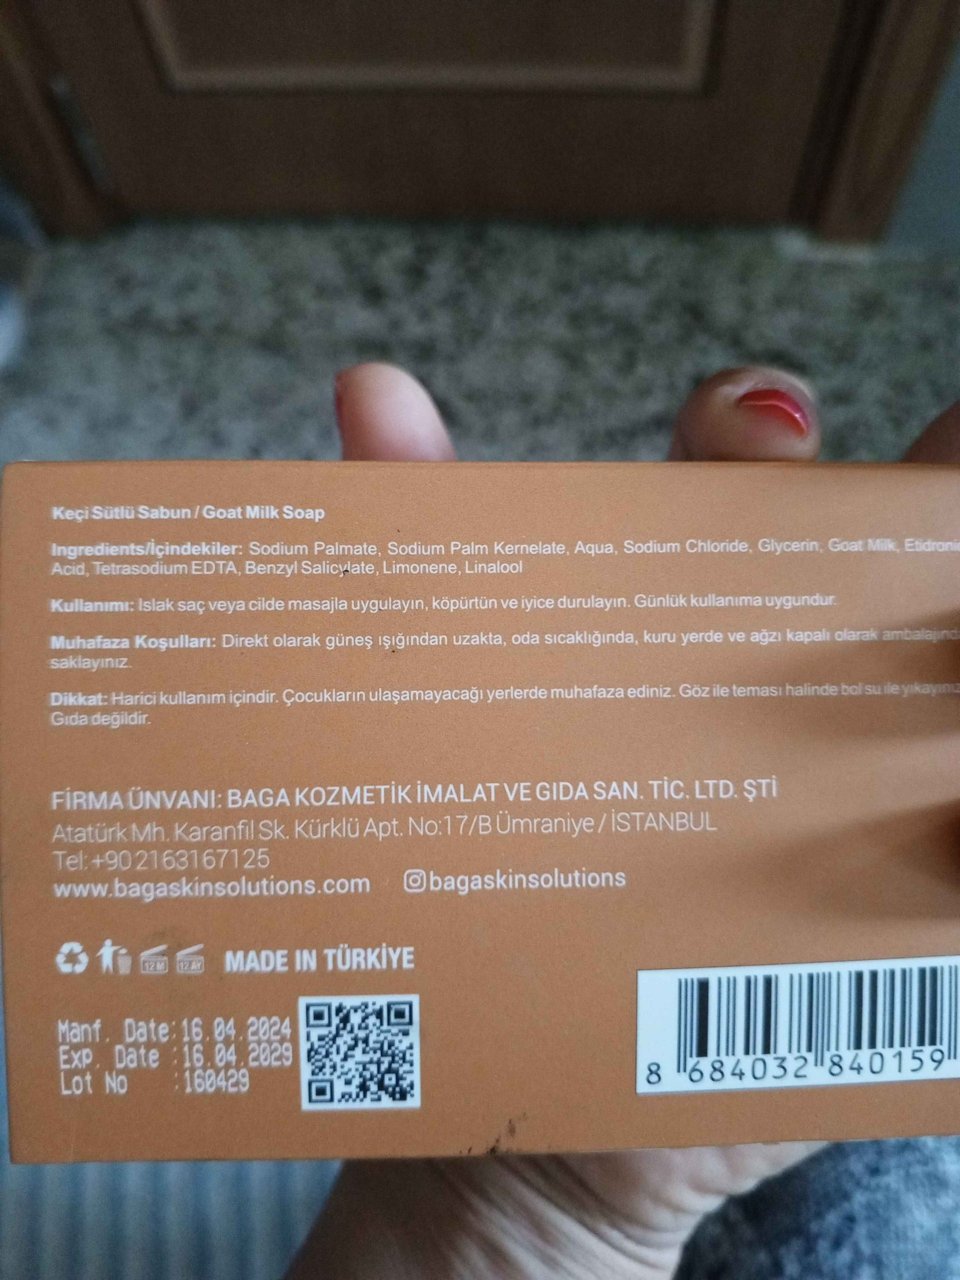 Keçi Sütlü Sabun / Goat Milk Soap
Ingredients/İçindekiler: Sodium Palmate, Sodium Palm Kernelate, Aqua, Sodium Chloride, Glycerin, Goat Milk, Etidronic
Acid, Tetrasodium EDTA, Benzyl Salicylate, Limonene, Linalool
Kullanımı: Islak saç veya cilde masajla uygulayın, köpürtün ve iyice durulayın. Günlük kullanıma uygundur.
Muhafaza Koşulları: Direkt olarak güneş ışığından uzakta, oda sıcaklığında, kuru yerde ve ağzı kapalı olarak ambalajında
saklayınız.
Dikkat: Harici kullanım içindir. Çocukların ulaşamayacağı yerlerde muhafaza ediniz. Göz ile teması halinde bol su ile yıkayınız.
Gıda değildir.
FİRMA ÜNVANI: BAGA KOZMETİK İMALAT VE GIDA SAN. TİC. LTD. ŞTİ
Atatürk Mh. Karanfil Sk. Kürklü Apt. No:17/B Ümraniye / İSTANBUL
Tel: +902163167125
www.bagaskinsolutions.com bagaskinsolutions
12 M 12 AY MADE IN TÜRKİYE
Manf. Date:16.04.2024
Exp. Date :16.04.2029
Lot No :160429
8 684032 840159